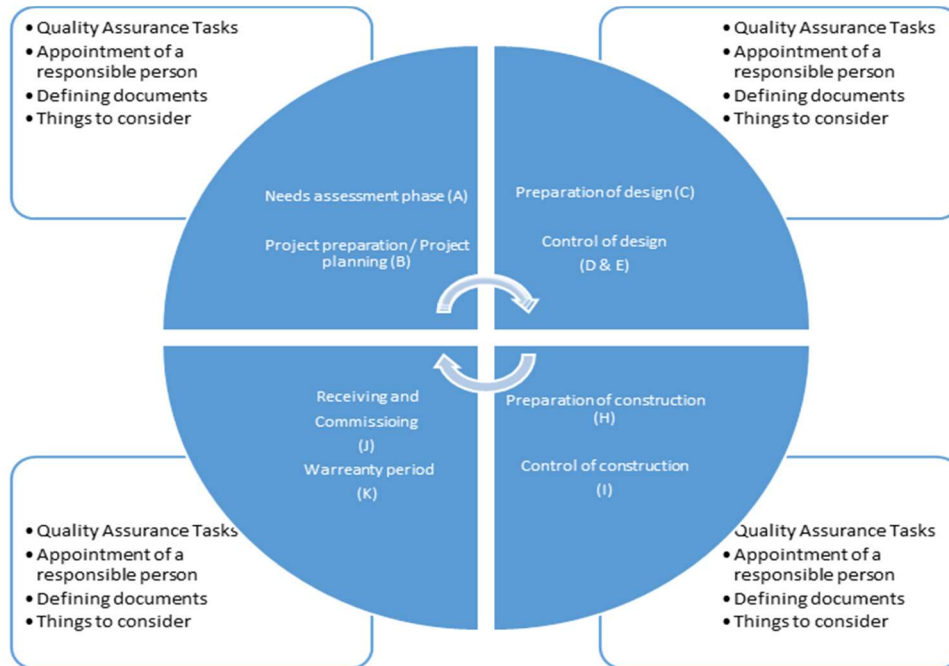 • Quality Assurance Tasks
• Appointment of a
responsible person
• Defining documents
• Things to consider
• Quality Assurance Tasks
• Appointment of a
responsible person
• Defining documents
• Things to consider
Needs assessment phase (A)
Project preparation / Project
planning (B)
Preparation of design (C)
Control of design
(D & E)
Receiving and
Commissioing
(J)
Warreanty period
(K)
Preparation of construction
(H)
Control of construction
(I)
• Quality Assurance Tasks
• Appointment of a
responsible person
• Defining documents
• Things to consider
Quality Assurance Tasks
• Appointment of a
responsible person
• Defining documents
• Things to consider